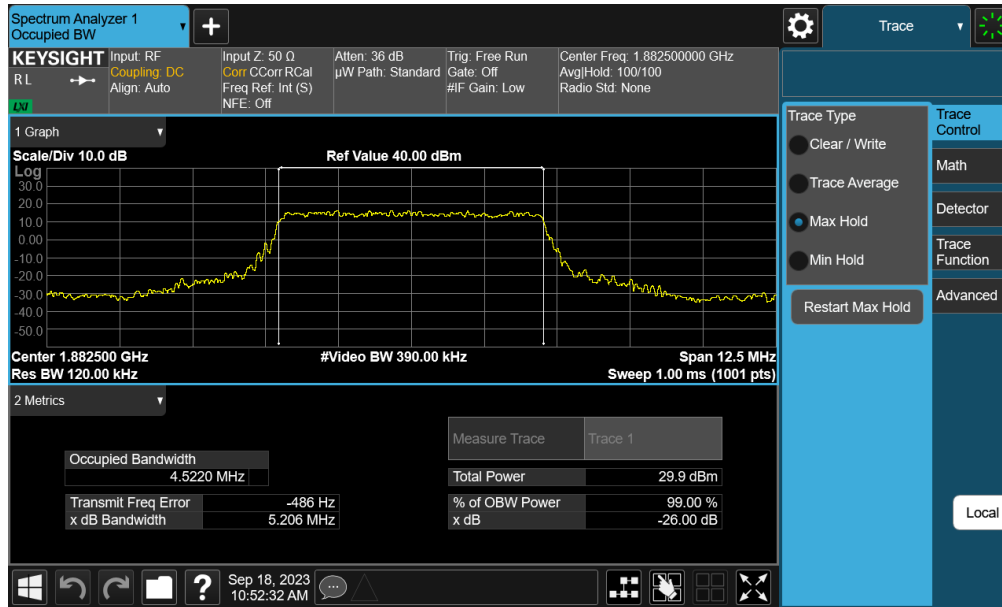 Spectrum Analyzer 1
Occupied BW
+
Trace
KEYSIGHT
R L
LXI
Input: RF
Coupling: DC
Align: Auto
Input Z: 50 Ω
Corr CCorr RCal
Freq Ref: Int (S)
NFE: Off
Atten: 36 dB
µW Path: Standard
Trig: Free Run
Gate: Off
#IF Gain: Low
Center Freq: 1.882500000 GHz
Avg|Hold: 100/100
Radio Std: None
1 Graph
Scale/Div 10.0 dB
Ref Value 40.00 dBm
Log
30.0
20.0
10.0
0.00
-10.0
-20.0
-30.0
-40.0
-50.0
Center 1.882500 GHz
#Video BW 390.00 kHz
Span 12.5 MHz
Res BW 120.00 kHz
Sweep 1.00 ms (1001 pts)
2 Metrics
Measure Trace
Trace 1
Occupied Bandwidth
4.5220 MHz
Total Power
29.9 dBm
Transmit Freq Error
-486 Hz
% of OBW Power
99.00 %
x dB Bandwidth
5.206 MHz
x dB
-26.00 dB
Trace Type
Clear / Write
Trace Average
Max Hold
Min Hold
Restart Max Hold
Trace
Control
Math
Detector
Trace
Function
Advanced
Local
?
Sep 18, 2023
10:52:32 AM